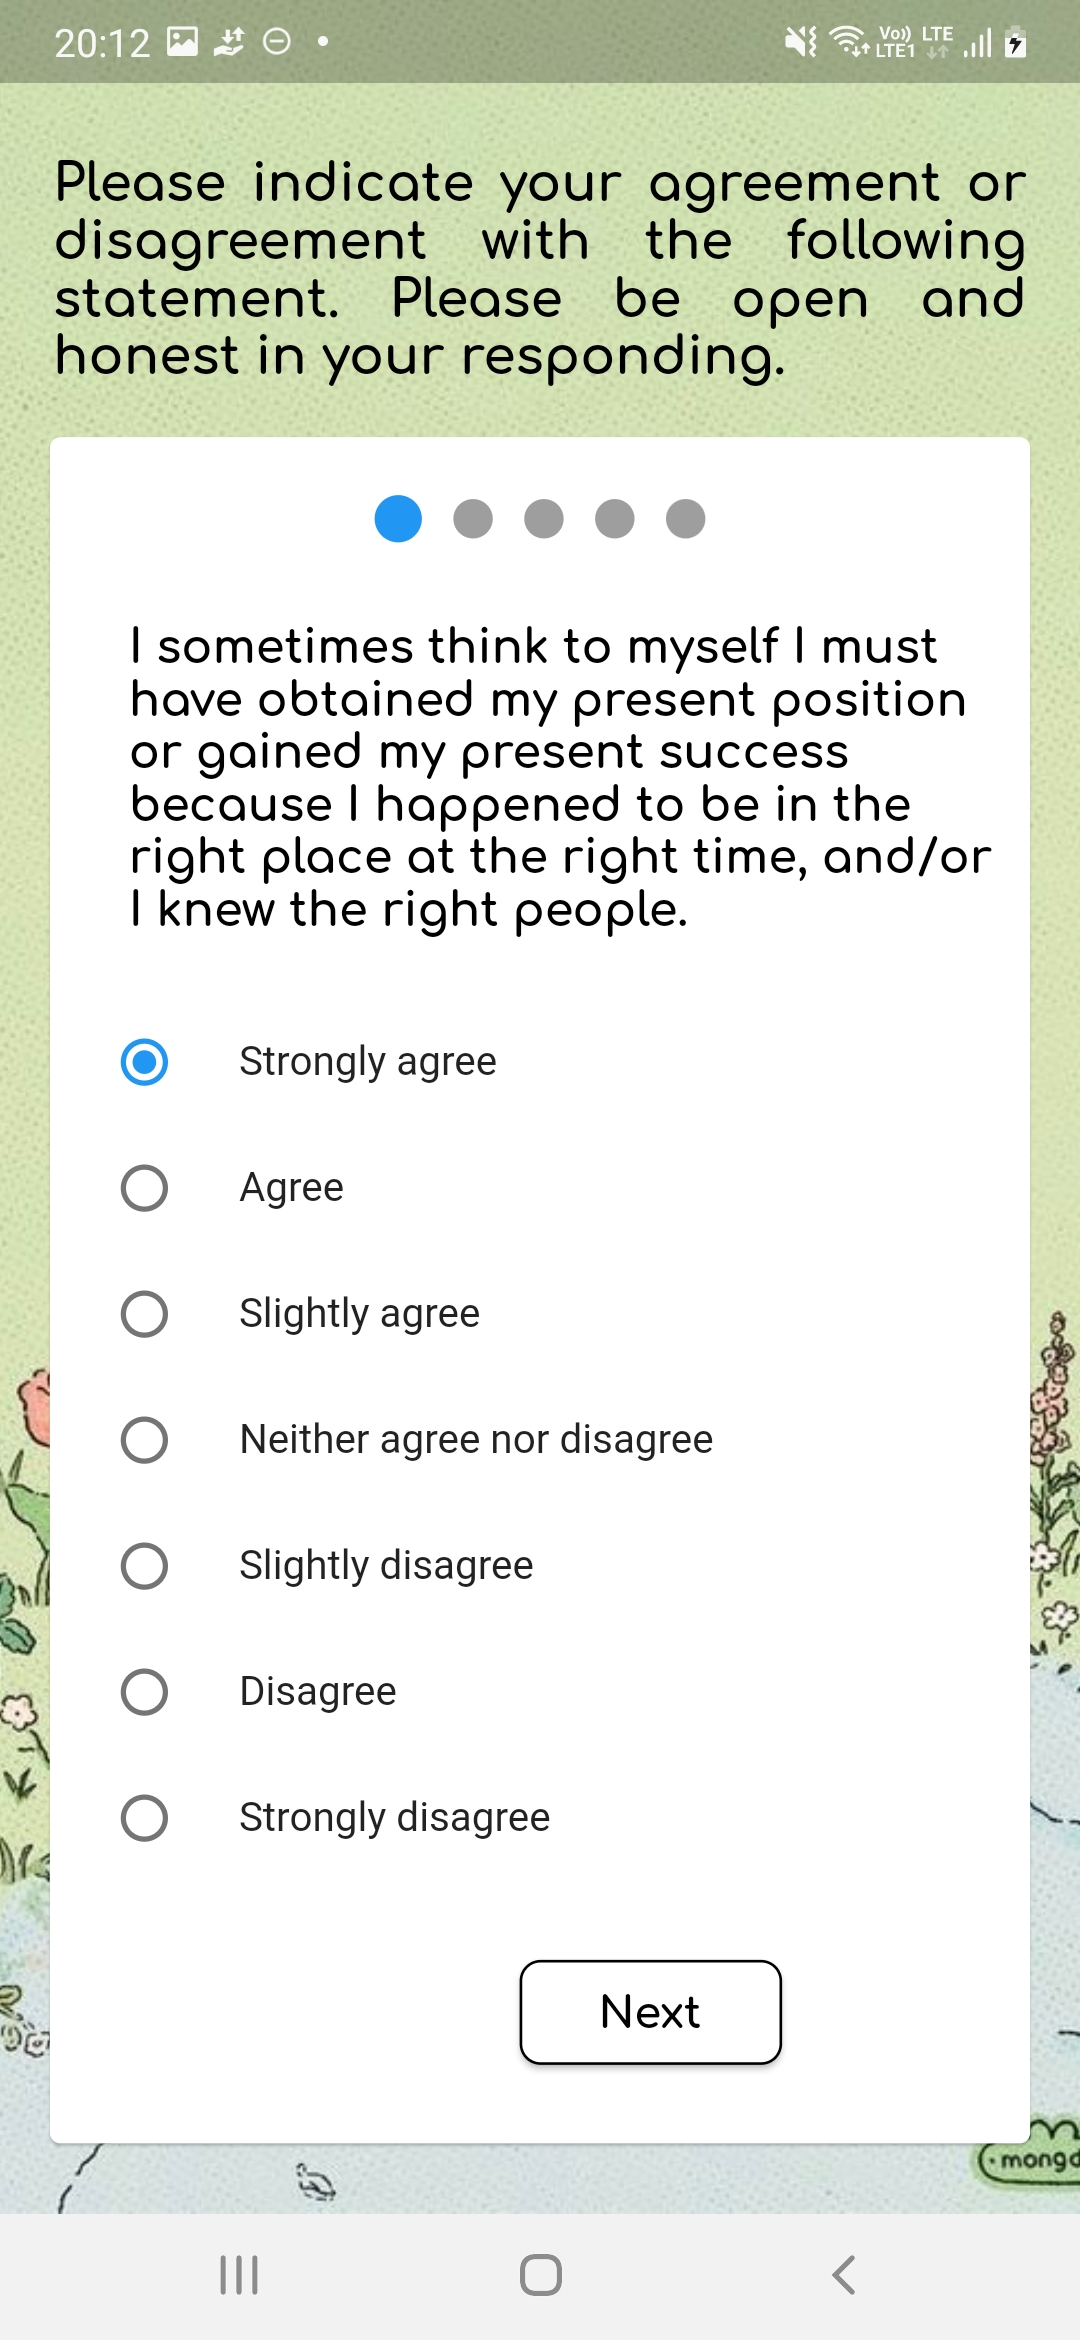 20:12
Vo)) LTE
LTE1
Please indicate your agreement or
disagreement with the following
statement. Please be open and
honest in your responding.
I sometimes think to myself I must
have obtained my present position
or gained my present success
because I happened to be in the
right place at the right time, and/or
I knew the right people.
Strongly agree
Agree
Slightly agree
Neither agree nor disagree
Slightly disagree
Disagree
Strongly disagree
Next